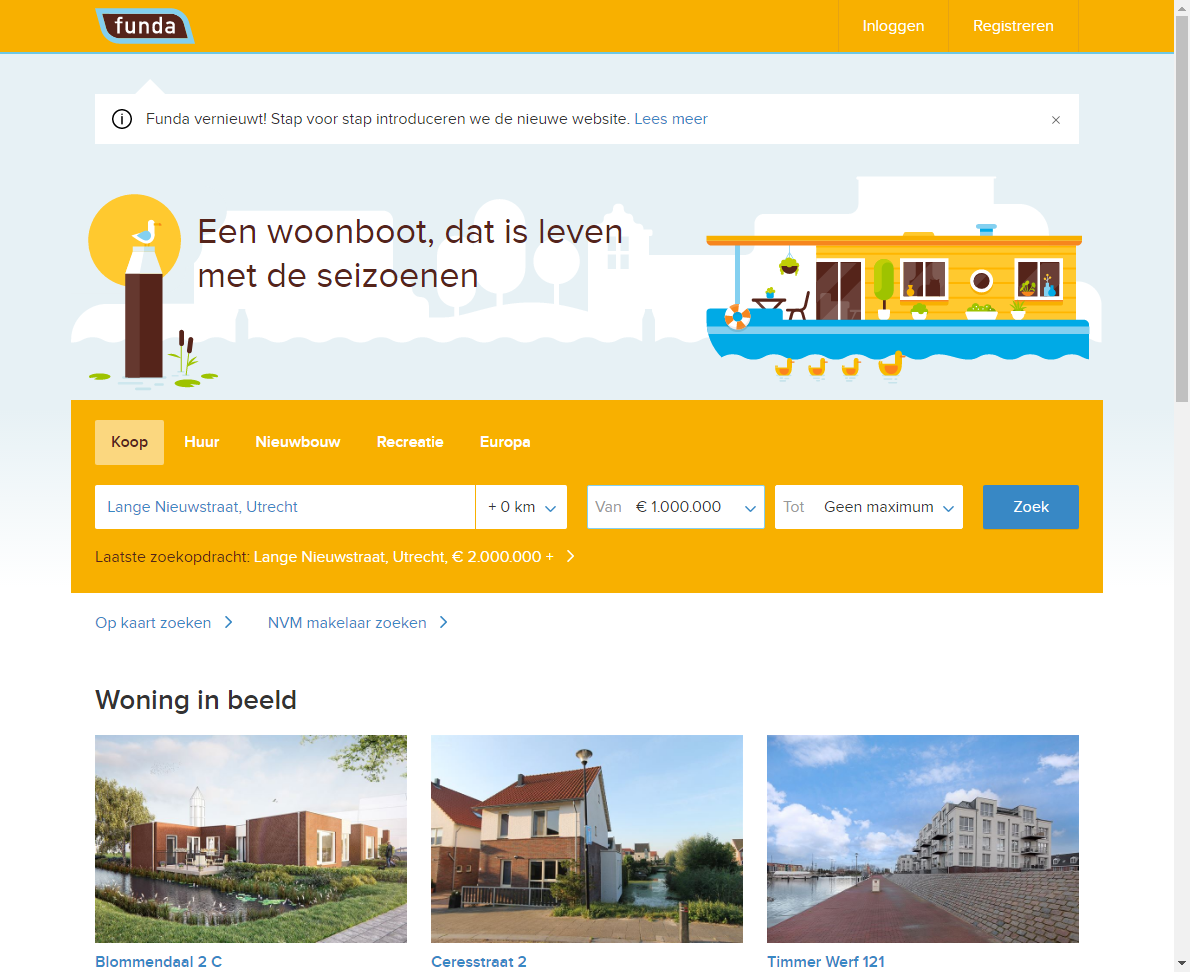 funda
Inloggen
Registreren
Funda vernieuwt! Stap voor stap introduceren we de nieuwe website. Lees meer
Een woonboot, dat is leven
met de seizoenen
Koop
Huur
Nieuwbouw
Recreatie
Europa
Lange Nieuwstraat, Utrecht
+ 0 km
Van € 1.000.000
Tot Geen maximum
Zoek
Laatste zoekopdracht: Lange Nieuwstraat, Utrecht, € 2.000.000 +
Op kaart zoeken
NVM makelaar zoeken
Woning in beeld
Blommendaal 2 C
Ceresstraat 2
Timmer Werf 121